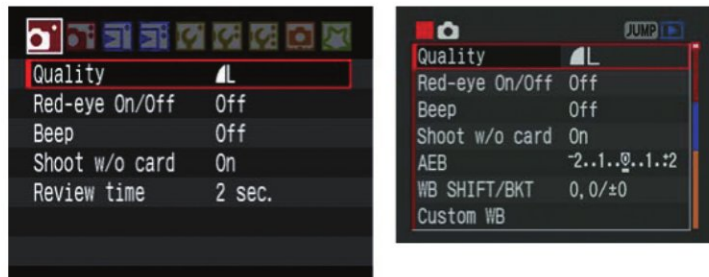 Quality L
Red-eye On/Off Off
Beep Off
Shoot w/o card On
Review time 2 sec.
JUMP
Quality L
Red-eye On/Off Off
Beep Off
Shoot w/o card On
AEB -2..1..0..1.:2
WB SHIFT/BKT 0,0/±0
Custom WB